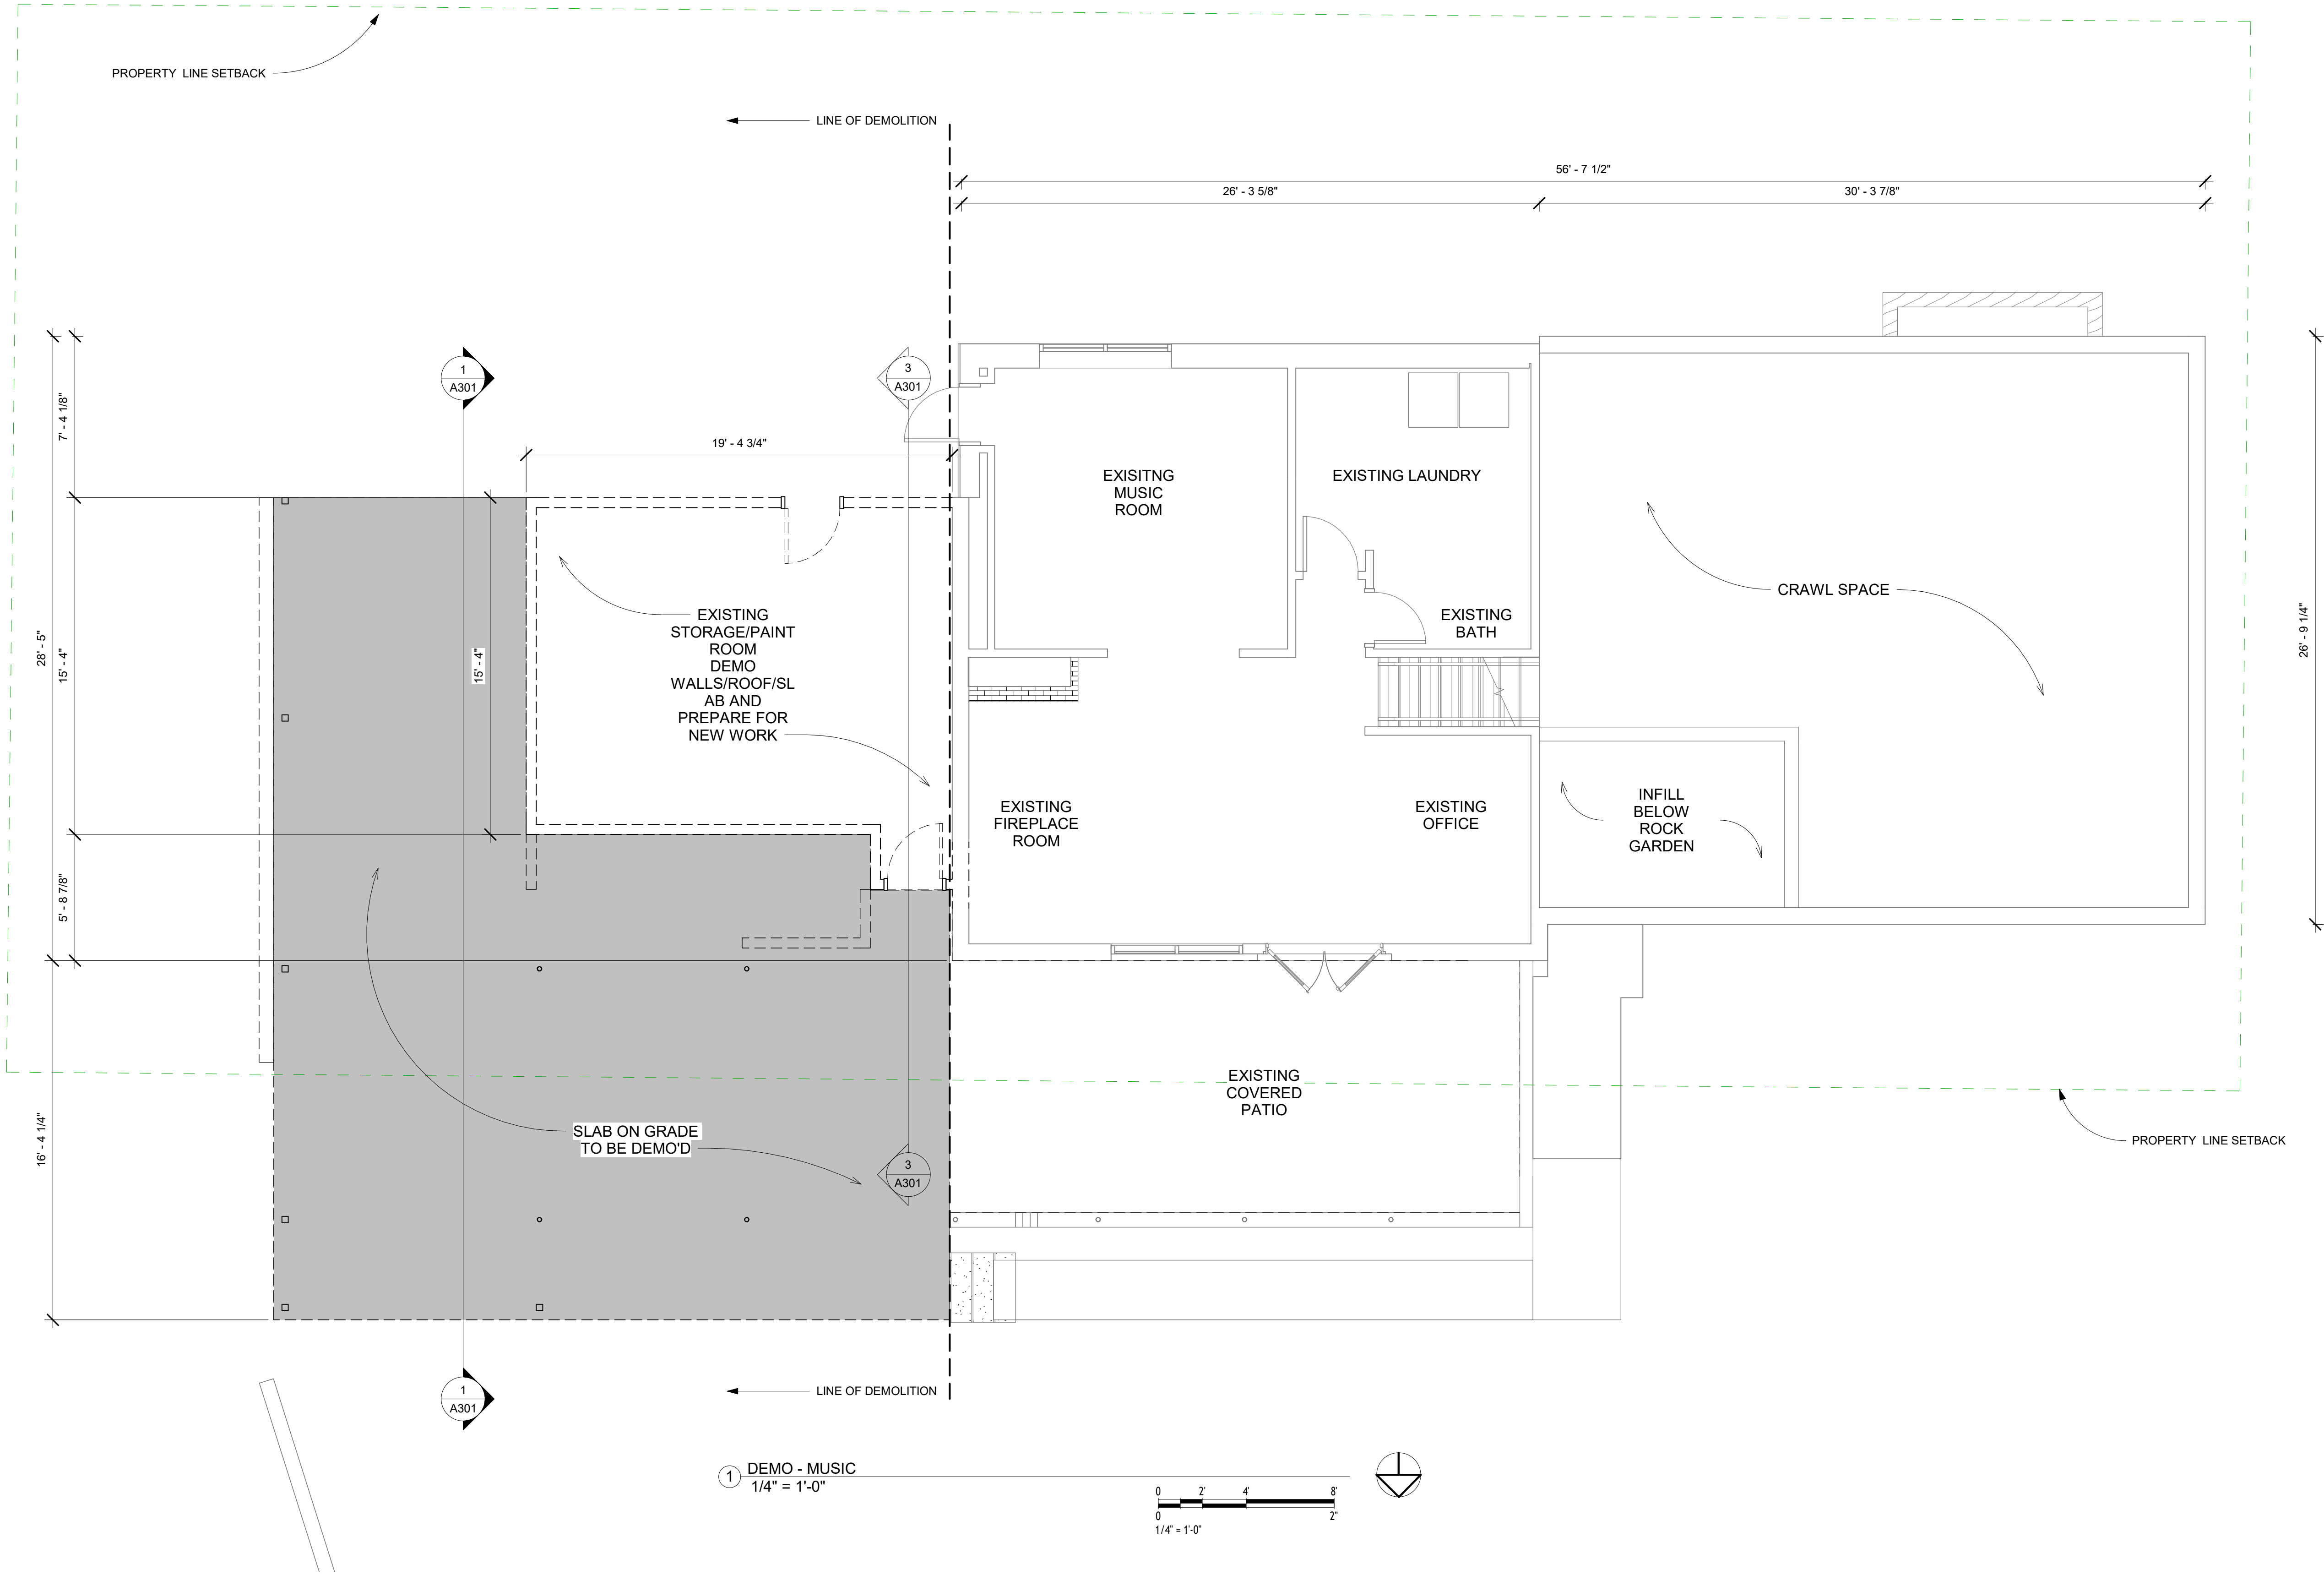 PROPERTY LINE SETBACK
LINE OF DEMOLITION
56' - 7 1/2"
26' - 3 5/8"
30' - 3 7/8"
1
A301
3
A301
7' - 4 1/8"
19' - 4 3/4"
EXISITNG
MUSIC
ROOM
EXISTING LAUNDRY
CRAWL SPACE
EXISTING
STORAGE/PAINT
ROOM
DEMO
WALLS/ROOF/SL
AB AND
PREPARE FOR
NEW WORK
EXISTING
BATH
28' - 5"
15' - 4"
15' - 4"
26' - 9 1/4"
EXISTING
FIREPLACE
ROOM
EXISTING
OFFICE
INFILL
BELOW
ROCK
GARDEN
5' - 8 7/8"
EXISTING
COVERED
PATIO
16' - 4 1/4"
SLAB ON GRADE
TO BE DEMO'D
3
A301
PROPERTY LINE SETBACK
1
A301
LINE OF DEMOLITION
1 DEMO - MUSIC
1/4" = 1'-0"
0 2' 4' 8'
0 2"
1/4" = 1'-0"